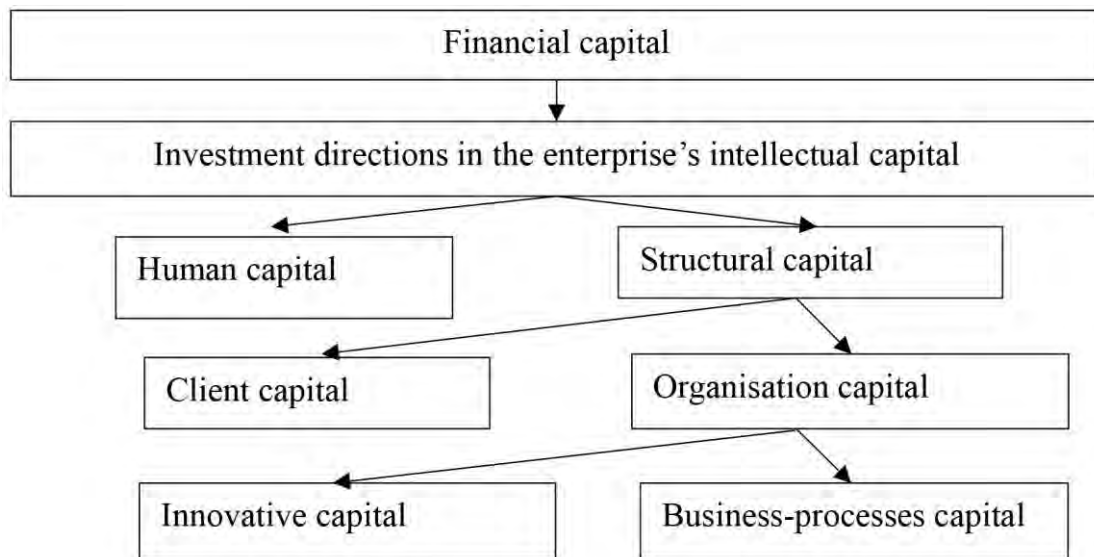 Financial capital
Investment directions in the enterprise’s intellectual capital
Human capital
Structural capital
Client capital
Organisation capital
Innovative capital
Business-processes capital